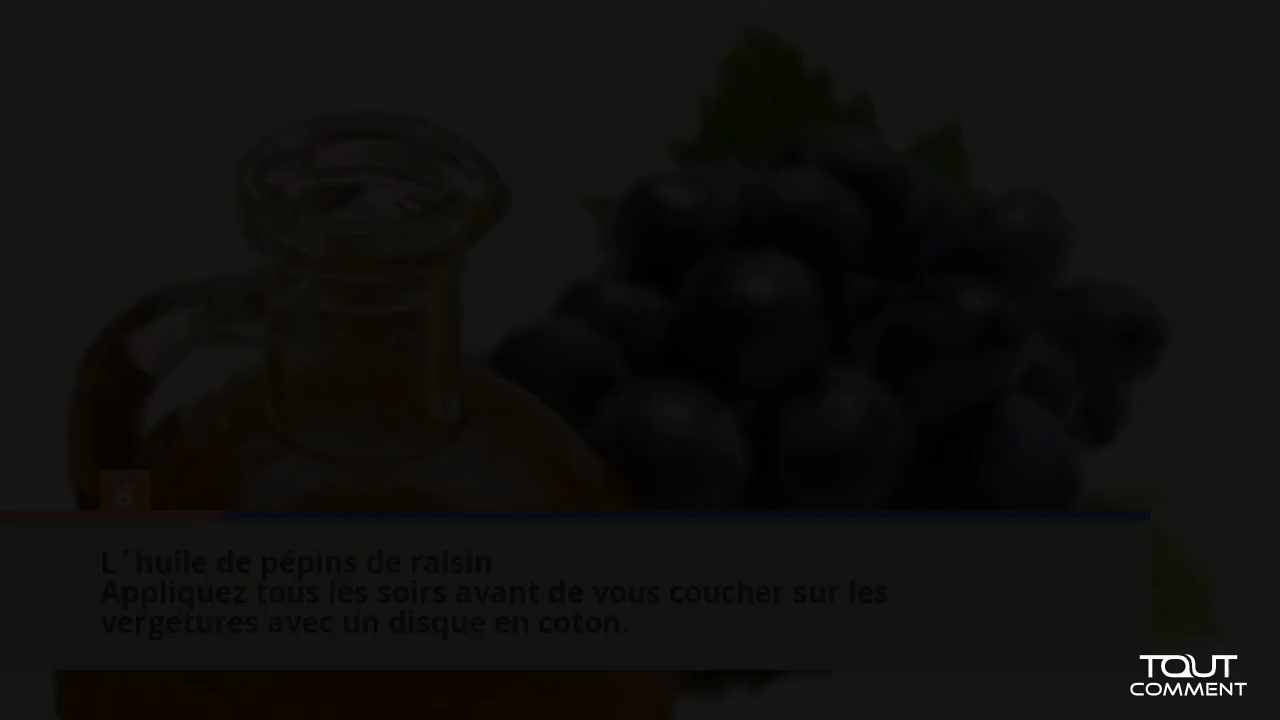 6
L´huile de pépins de raisin
Appliquez tous les soirs avant de vous coucher sur les
vergetures avec un disque en coton.
TOUT
COMMENT